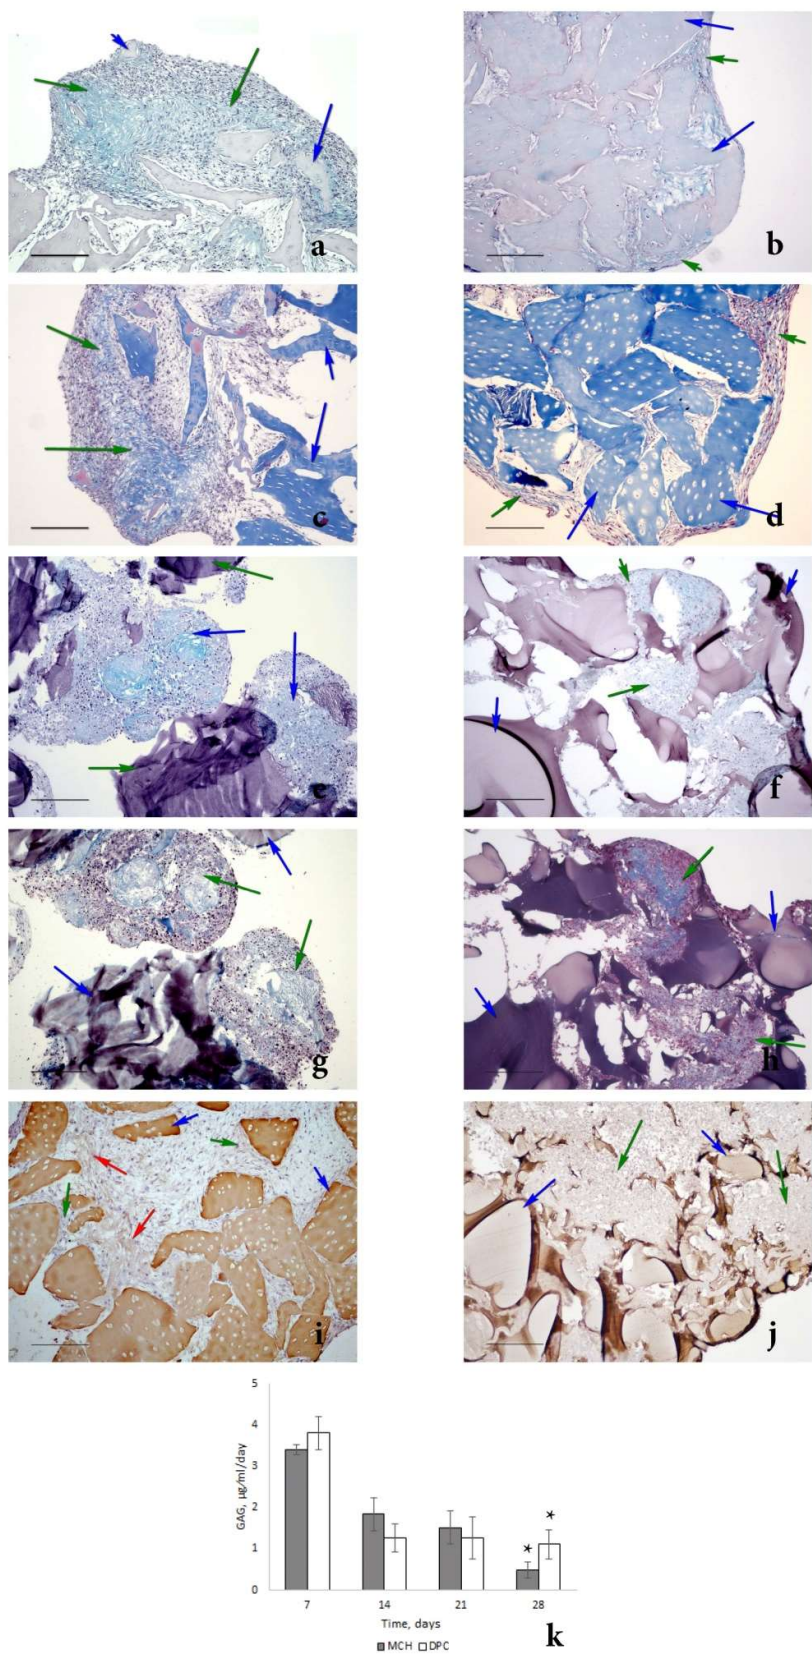 a
b
c
d
e
f
g
h
i
j
5
4
3
2
1
0
GAG, µg/ml/day
* *
7 14 21 28
Time, days
MCH DPC
k